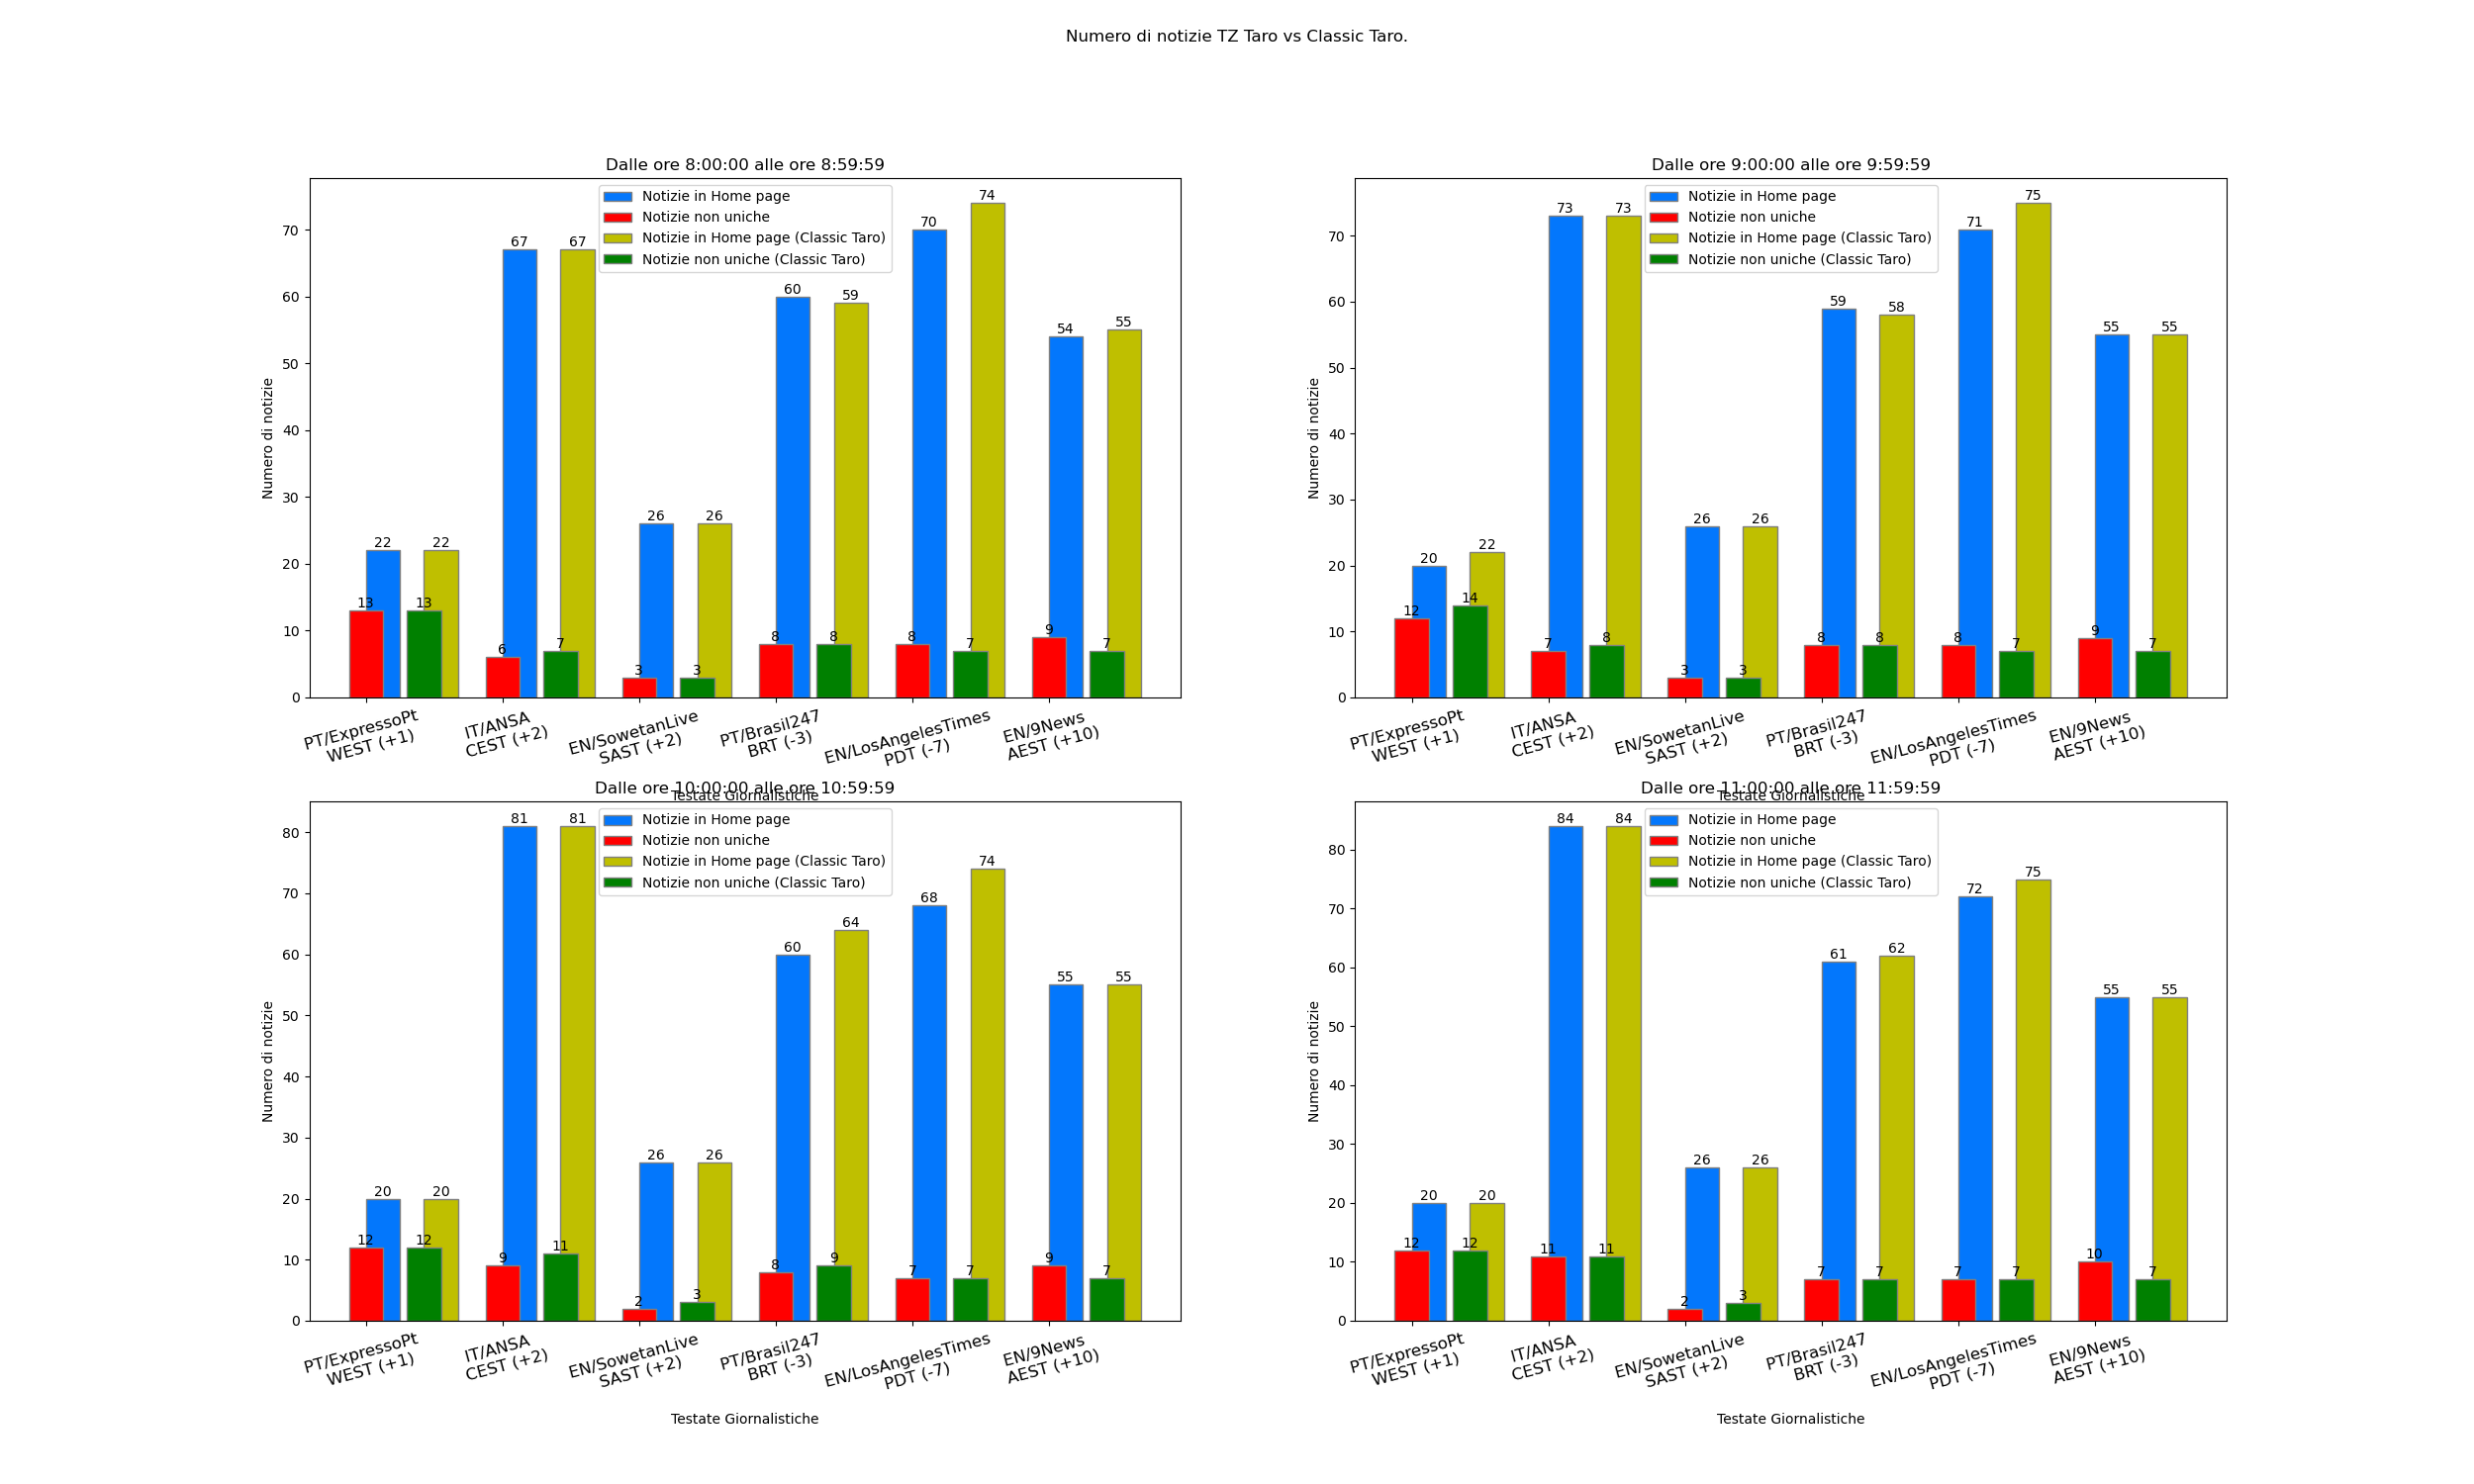 Numero di notizie TZ Taro vs Classic Taro.
Dalle ore 8:00:00 alle ore 8:59:59
Notizie in Home page
Notizie non uniche
Notizie in Home page (Classic Taro)
Notizie non uniche (Classic Taro)
Numero di notizie
70
60
50
40
30
20
10
0
22 22 67 67 26 26 60 59 70 74 54 55
13 13 6 7 3 3 8 8 8 7 9 7
PT/ExpressoPt
WEST (+1)
IT/ANSA
CEST (+2)
EN/SowetanLive
SAST (+2)
PT/Brasil247
BRT (-3)
EN/LosAngelesTimes
PDT (-7)
EN/9News
AEST (+10)
Testate Giornalistiche
Dalle ore 9:00:00 alle ore 9:59:59
Notizie in Home page
Notizie non uniche
Notizie in Home page (Classic Taro)
Notizie non uniche (Classic Taro)
Numero di notizie
70
60
50
40
30
20
10
0
20 22 73 73 26 26 59 58 71 75 55 55
12 14 7 8 3 3 8 8 8 7 9 7
PT/ExpressoPt
WEST (+1)
IT/ANSA
CEST (+2)
EN/SowetanLive
SAST (+2)
PT/Brasil247
BRT (-3)
EN/LosAngelesTimes
PDT (-7)
EN/9News
AEST (+10)
Testate Giornalistiche
Dalle ore 10:00:00 alle ore 10:59:59
Notizie in Home page
Notizie non uniche
Notizie in Home page (Classic Taro)
Notizie non uniche (Classic Taro)
Numero di notizie
80
70
60
50
40
30
20
10
0
20 20 81 81 26 26 60 64 68 74 55 55
12 12 9 11 2 3 8 9 7 7 9 7
PT/ExpressoPt
WEST (+1)
IT/ANSA
CEST (+2)
EN/SowetanLive
SAST (+2)
PT/Brasil247
BRT (-3)
EN/LosAngelesTimes
PDT (-7)
EN/9News
AEST (+10)
Testate Giornalistiche
Dalle ore 11:00:00 alle ore 11:59:59
Notizie in Home page
Notizie non uniche
Notizie in Home page (Classic Taro)
Notizie non uniche (Classic Taro)
Numero di notizie
80
70
60
50
40
30
20
10
0
20 20 84 84 26 26 61 62 72 75 55 55
12 12 11 11 2 3 7 7 7 7 10 7
PT/ExpressoPt
WEST (+1)
IT/ANSA
CEST (+2)
EN/SowetanLive
SAST (+2)
PT/Brasil247
BRT (-3)
EN/LosAngelesTimes
PDT (-7)
EN/9News
AEST (+10)
Testate Giornalistiche